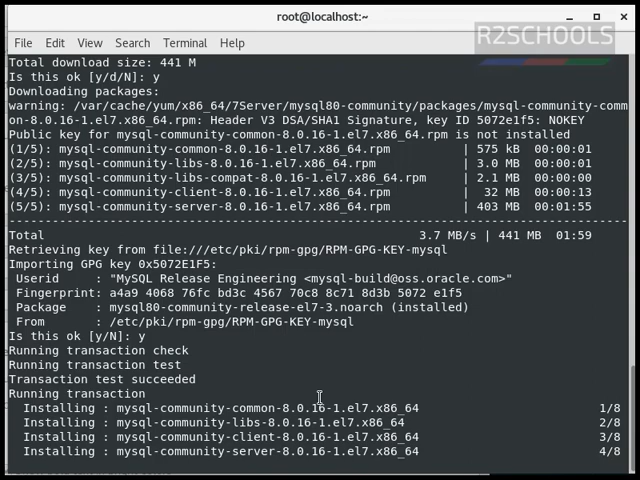 root@localhost:~
File Edit View Search Terminal Help
R2SCHOOLS
Total download size: 441 M
Is this ok [y/d/N]: y
Downloading packages:
warning: /var/cache/yum/x86_64/7Server/mysql80-community/packages/mysql-community-comm
on-8.0.16-1.el7.x86_64.rpm: Header V3 DSA/SHA1 Signature, key ID 5072e1f5: NOKEY
Public key for mysql-community-common-8.0.16-1.el7.x86_64.rpm is not installed
(1/5): mysql-community-common-8.0.16-1.el7.x86_64.rpm | 575 kB 00:00:01
(2/5): mysql-community-libs-8.0.16-1.el7.x86_64.rpm | 3.0 MB 00:00:01
(3/5): mysql-community-libs-compat-8.0.16-1.el7.x86_64.rpm | 2.1 MB 00:00:00
(4/5): mysql-community-client-8.0.16-1.el7.x86_64.rpm | 32 MB 00:00:13
(5/5): mysql-community-server-8.0.16-1.el7.x86_64.rpm | 403 MB 00:01:55
--------------------------------------------------------------------------------------
Total 3.7 MB/s | 441 MB 01:59
Retrieving key from file:///etc/pki/rpm-gpg/RPM-GPG-KEY-mysql
Importing GPG key 0x5072E1F5:
Userid : "MySQL Release Engineering <mysql-build@oss.oracle.com>"
Fingerprint: a4a9 4068 76fc bd3c 4567 70c8 8c71 8d3b 5072 e1f5
Package : mysql80-community-release-el7-3.noarch (installed)
From : /etc/pki/rpm-gpg/RPM-GPG-KEY-mysql
Is this ok [y/N]: y
Running transaction check
Running transaction test
Transaction test succeeded
Running transaction
Installing : mysql-community-common-8.0.16-1.el7.x86_64 1/8
Installing : mysql-community-libs-8.0.16-1.el7.x86_64 2/8
Installing : mysql-community-client-8.0.16-1.el7.x86_64 3/8
Installing : mysql-community-server-8.0.16-1.el7.x86_64 4/8